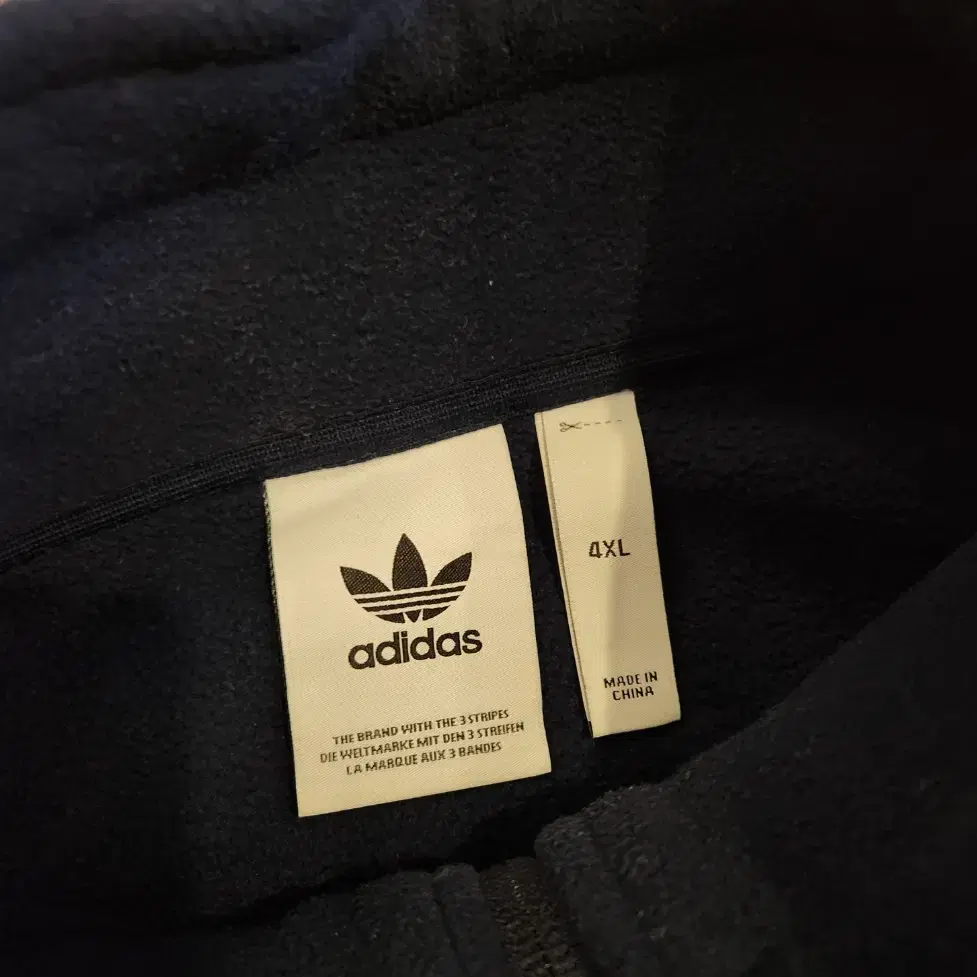 adidas
THE BRAND WITH THE 3 STRIPES
DIE WELTMARKE MIT DEN 3 STREIFEN
LA MARQUE AUX 3 BANDES
4XL
MADE IN
CHINA